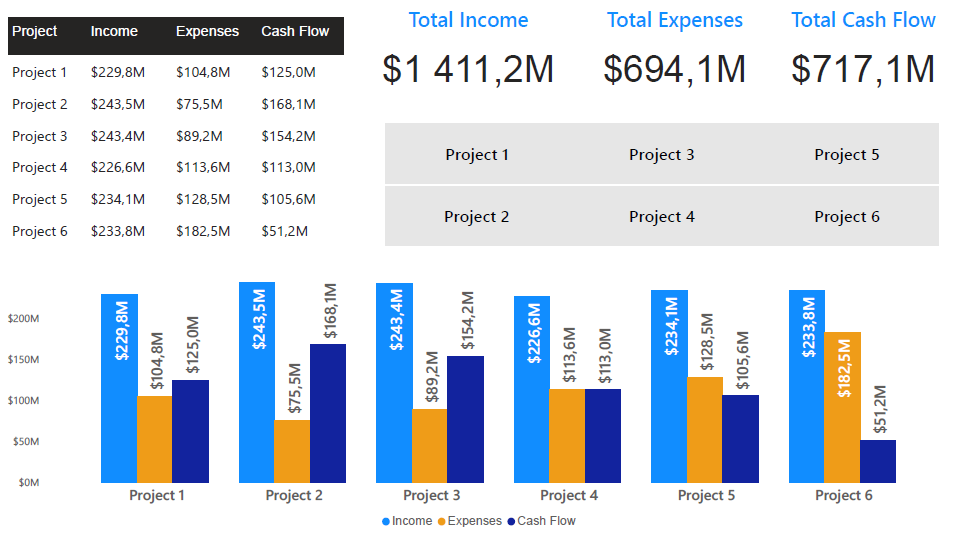 Project Income Expenses Cash Flow
Project 1 $229,8M $104,8M $125,0M
Project 2 $243,5M $75,5M $168,1M
Project 3 $243,4M $89,2M $154,2M
Project 4 $226,6M $113,6M $113,0M
Project 5 $234,1M $128,5M $105,6M
Project 6 $233,8M $182,5M $51,2M
Total Income Total Expenses Total Cash Flow
$1 411,2M $694,1M $717,1M
Project 1 Project 3 Project 5
Project 2 Project 4 Project 6
$200M
$150M
$100M
$50M
$0M
$229,8M $104,8M $125,0M
$243,5M $75,5M $168,1M
$243,4M $89,2M $154,2M
$226,6M $113,6M $113,0M
$234,1M $128,5M $105,6M
$233,8M $182,5M $51,2M
Project 1 Project 2 Project 3 Project 4 Project 5 Project 6
Income Expenses Cash Flow